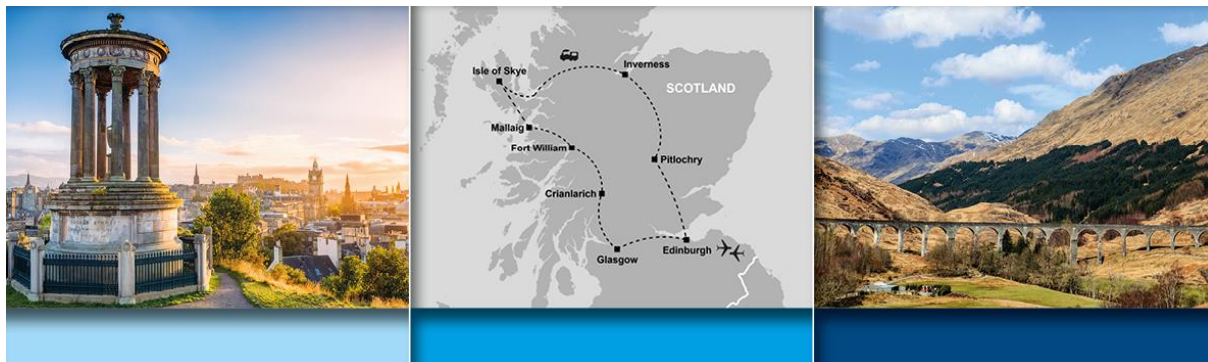 Isle of Skye
Inverness
SCOTLAND
Mallaig
Fort William
Pitlochry
Crianlarich
Glasgow
Edinburgh